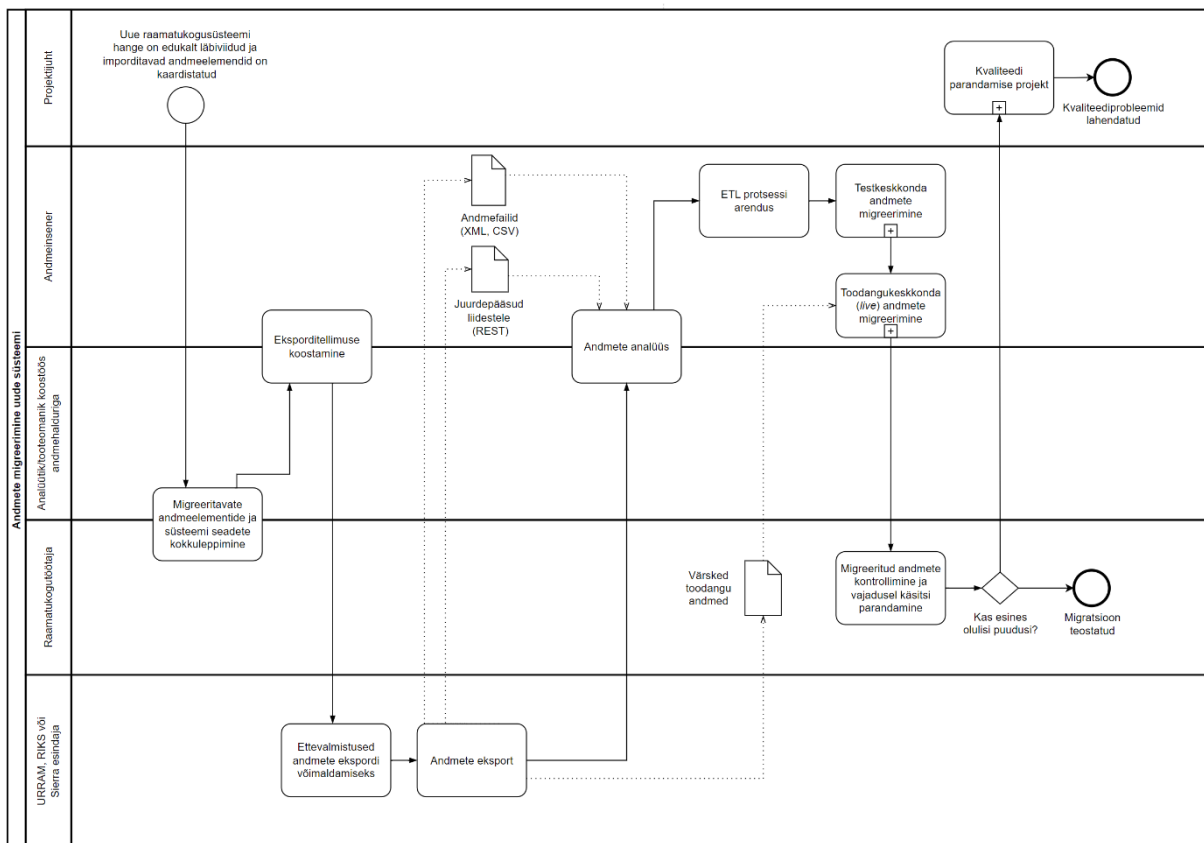 Andmete migreerimine uude süsteemi
Projektijuht
Uue raamatukogusüsteemi
hange on edukalt läbiviidud ja
imporditavad andmeelemendid on
kaardistatud
Kvaliteedi
parandamise projekt
Kvaliteediprobleemid
lahendatud
Andmeinsener
Andmefailid
(XML, CSV)
Juurdepääsud
liidestele
(REST)
ETL protsessi
arendus
Testkeskkonda
andmete
migreerimine
Toodangukeskkonda
(live) andmete
migreerimine
Eksporditellimuse
koostamine
Andmete analüüs
Analüütik/tooteomanik koostöös
andmehalduriga
Migreeritavate
andmeelementide ja
süsteemi seadete
kokkuleppimine
Raamatukogutöötaja
Värsked
toodangu
andmed
Migreeritud andmete
kontrollimine ja
vajadusel käsitsi
parandamine
Kas esines
olulisi puudusi?
Migratsioon
teostatud
URRAM, RIKS või
Sierra esindaja
Ettevalmistused
andmete ekspordi
võimaldamiseks
Andmete eksport